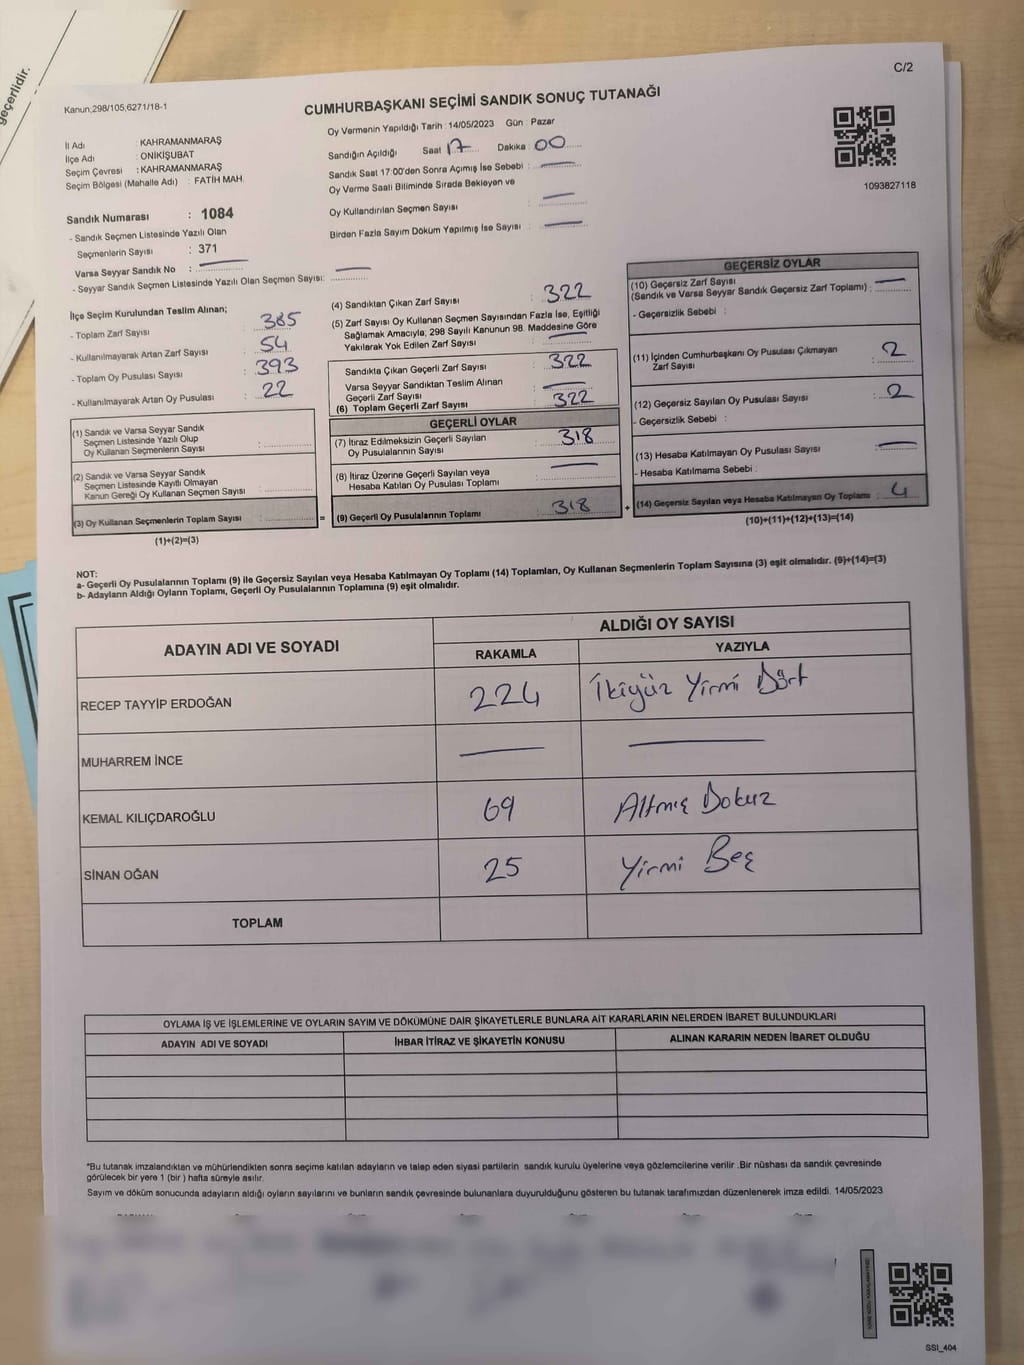 geçerlidir.
C/2
Kanun,298/105,6271/18-1
CUMHURBAŞKANI SEÇİMİ SANDIK SONUÇ TUTANAĞI
İl Adı : KAHRAMANMARAŞ
İlçe Adı : ONİKİŞUBAT
Seçim Çevresi : KAHRAMANMARAŞ
Seçim Bölgesi (Mahalle Adı) : FATİH MAH.
Sandık Numarası : 1084
- Sandık Seçmen Listesinde Yazılı Olan
Seçmenlerin Sayısı : 371
Varsa Seyyar Sandık No :
- Seyyar Sandık Seçmen Listesinde Yazılı Olan Seçmen Sayısı:
Oy Vermenin Yapıldığı Tarih : 14/05/2023 Gün : Pazar
Sandığın Açıldığı Saat 17 Dakika : 00
Sandık Saat 17:00'den Sonra Açımış İse Sebebi :
Oy Verme Saati Bitiminde Sırada Bekleyen ve
Oy Kullandırılan Seçmen Sayısı :
Birden Fazla Sayım Döküm Yapılmış İse Sayısı :
1093827118
İlçe Seçim Kurulundan Teslim Alınan;
- Toplam Zarf Sayısı : 385
- Kullanılmayarak Artan Zarf Sayısı : 54
- Toplam Oy Pusulası Sayısı : 393
- Kullanılmayarak Artan Oy Pusulası : 22
(1) Sandık ve Varsa Seyyar Sandık
Seçmen Listesinde Yazılı Olup
Oy Kullanan Seçmenlerin Sayısı :
(2) Sandık ve Varsa Seyyar Sandık
Seçmen Listesinde Kayıtlı Olmayan
Kanun Gereği Oy Kullanan Seçmen Sayısı :
(3) Oy Kullanan Seçmenlerin Toplam Sayısı :
(1)+(2)=(3)
=
(4) Sandıktan Çıkan Zarf Sayısı : 322
(5) Zarf Sayısı Oy Kullanan Seçmen Sayısından Fazla İse, Eşitliği
Sağlamak Amacıyla; 298 Sayılı Kanunun 98. Maddesine Göre
Yakılarak Yok Edilen Zarf Sayısı :
Sandıkta Çıkan Geçerli Zarf Sayısı : 322
Varsa Seyyar Sandıktan Teslim Alınan
Geçerli Zarf Sayısı :
(6) Toplam Geçerli Zarf Sayısı : 322
GEÇERLİ OYLAR
(7) İtiraz Edilmeksizin Geçerli Sayılan
Oy Pusulalarının Sayısı : 318
(8) İtiraz Üzerine Geçerli Sayılan veya
Hesaba Katılan Oy Pusulası Toplamı :
(9) Geçerli Oy Pusulalarının Toplamı : 318
+
GEÇERSİZ OYLAR
(10) Geçersiz Zarf Sayısı
(Sandık ve Varsa Seyyar Sandık Geçersiz Zarf Toplamı) :
- Geçersizlik Sebebi :
(11) İçinden Cumhurbaşkanı Oy Pusulası Çıkmayan
Zarf Sayısı : 2
(12) Geçersiz Sayılan Oy Pusulası Sayısı : 2
- Geçersizlik Sebebi :
(13) Hesaba Katılmayan Oy Pusulası Sayısı :
- Hesaba Katılmama Sebebi :
(14) Geçersiz Sayılan veya Hesaba Katılmayan Oy Toplamı : 4
(10)+(11)+(12)+(13)=(14)
NOT:
a- Geçerli Oy Pusulalarının Toplamı (9) ile Geçersiz Sayılan veya Hesaba Katılmayan Oy Toplamı (14) Toplamları, Oy Kullanan Seçmenlerin Toplam Sayısına (3) eşit olmalıdır. (9)+(14)=(3)
b- Adayların Aldığı Oyların Toplamı, Geçerli Oy Pusulalarının Toplamına (9) eşit olmalıdır.
ADAYIN ADI VE SOYADI
ALDIĞI OY SAYISI
RAKAMLA YAZIYLA
RECEP TAYYİP ERDOĞAN 224 İkiyüz Yirmi Dört
MUHARREM İNCE
KEMAL KILIÇDAROĞLU 69 Altmış Dokuz
SİNAN OĞAN 25 Yirmi Beş
TOPLAM
OYLAMA İŞ VE İŞLEMLERİNE VE OYLARIN SAYIM VE DÖKÜMÜNE DAİR ŞİKAYETLERLE BUNLARA AİT KARARLARIN NELERDEN İBARET BULUNDUKLARI
ADAYIN ADI VE SOYADI İHBAR İTİRAZ VE ŞİKAYETİN KONUSU ALINAN KARARIN NEDEN İBARET OLDUĞU
*Bu tutanak imzalandıktan ve mühürlendikten sonra seçime katılan adayların ve talep eden siyasi partilerin sandık kurulu üyelerine veya gözlemcilerine verilir .Bir nüshası da sandık çevresinde
görülecek bir yere 1 (bir ) hafta süreyle asılır.
Sayım ve döküm sonucunda adayların aldığı oyların sayılarını ve bunların sandık çevresinde bulunanlara duyurulduğunu gösteren bu tutanak tarafımızdan düzenlenerek imza edildi. 14/05/2023
SSI_404